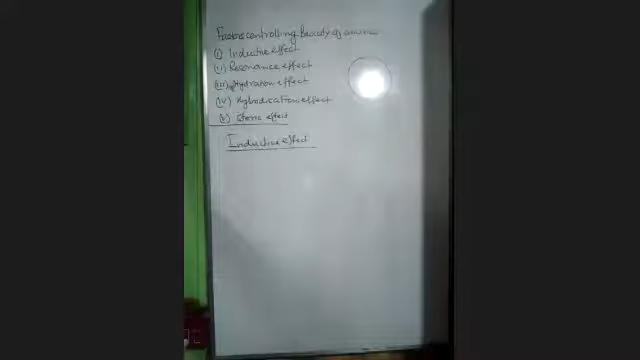 Factors controlling Basicity of amine
(i) Inductive effect
(ii) Resonance effect
(iii) Hydration effect
(iv) Hybridisation effect
(v) Steric effect
Inductive effect